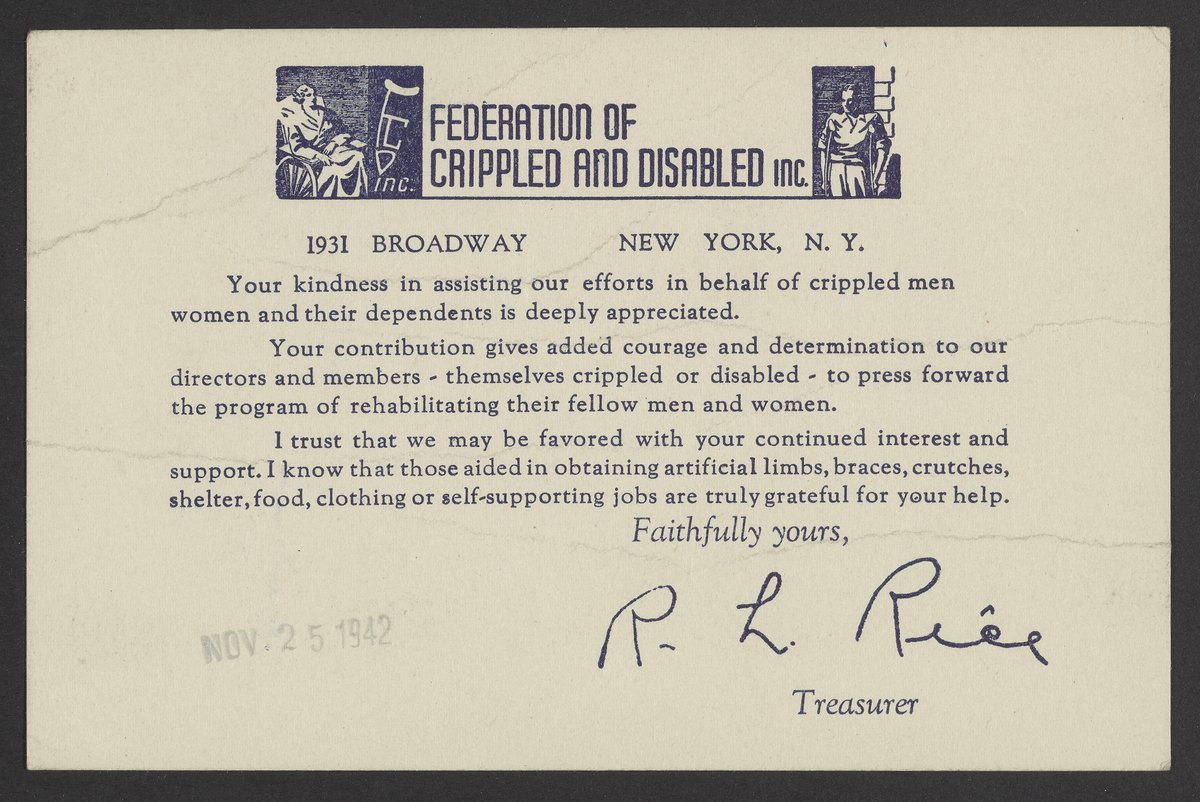 FEDERATION OF
CRIPPLED AND DISABLED INC.
FCD
INC.
1931 BROADWAY NEW YORK, N. Y.
Your kindness in assisting our efforts in behalf of crippled men
women and their dependents is deeply appreciated.
Your contribution gives added courage and determination to our
directors and members - themselves crippled or disabled - to press forward
the program of rehabilitating their fellow men and women.
I trust that we may be favored with your continued interest and
support. I know that those aided in obtaining artificial limbs, braces, crutches,
shelter, food, clothing or self-supporting jobs are truly grateful for your help.
Faithfully yours,
R. L. Rice
NOV. 25 1942
Treasurer